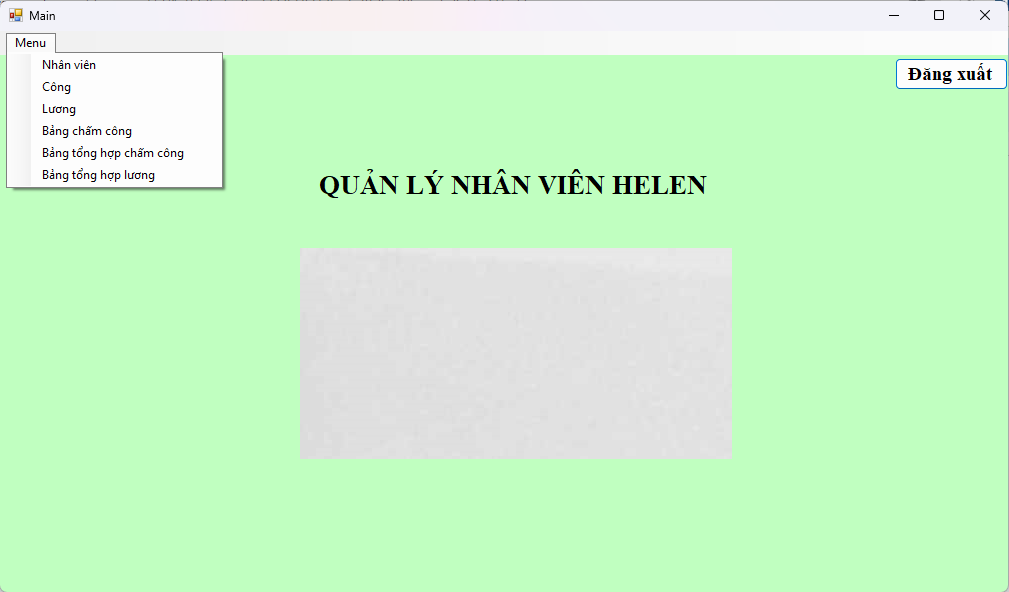 Main
Menu
Nhân viên
Công
Lương
Bảng chấm công
Bảng tổng hợp chấm công
Bảng tổng hợp lương
Đăng xuất
QUẢN LÝ NHÂN VIÊN HELEN